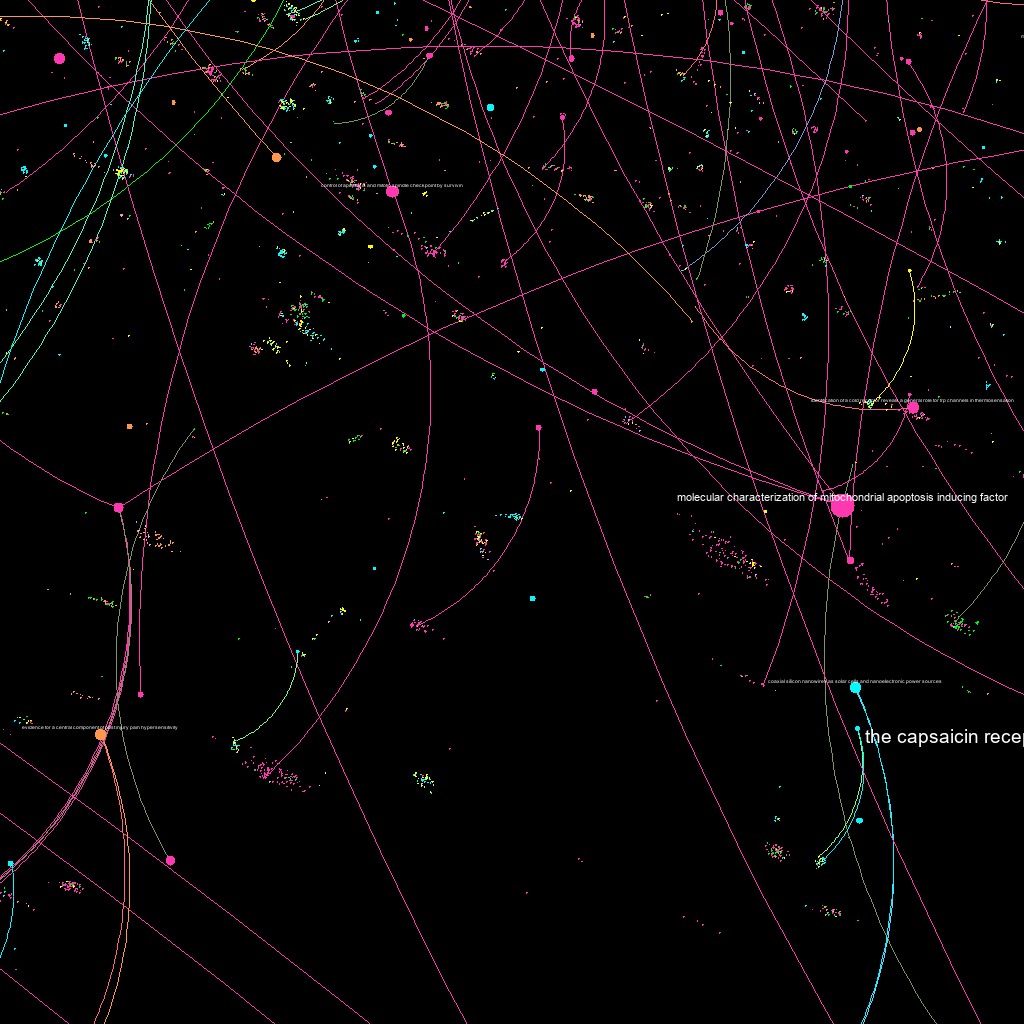 control of apoptosis and mitotic spindle checkpoint by survivin
identification of a cold receptor reveals a general role for trp channels in thermosensation
molecular characterization of mitochondrial apoptosis inducing factor
coaxial silicon nanowires as solar cells and nanoelectronic power sources
evidence for a central component of post injury pain hypersensitivity
the capsaicin recep